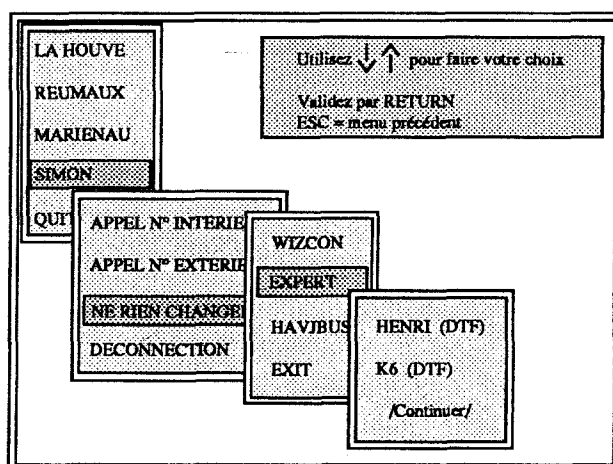 LA HOUVE
REUMAUX
MARIENAU
SIMON
QUIT
Utilisez ↓ ↑ pour faire votre choix
Validez par RETURN
ESC = menu précédent
APPEL N° INTERIE
APPEL N° EXTERIE
NE RIEN CHANGE
DECONNECTION
WIZCON
EXPERT
HAVJBUS
EXIT
HENRI (DTF)
K6 (DTF)
/Continuer/